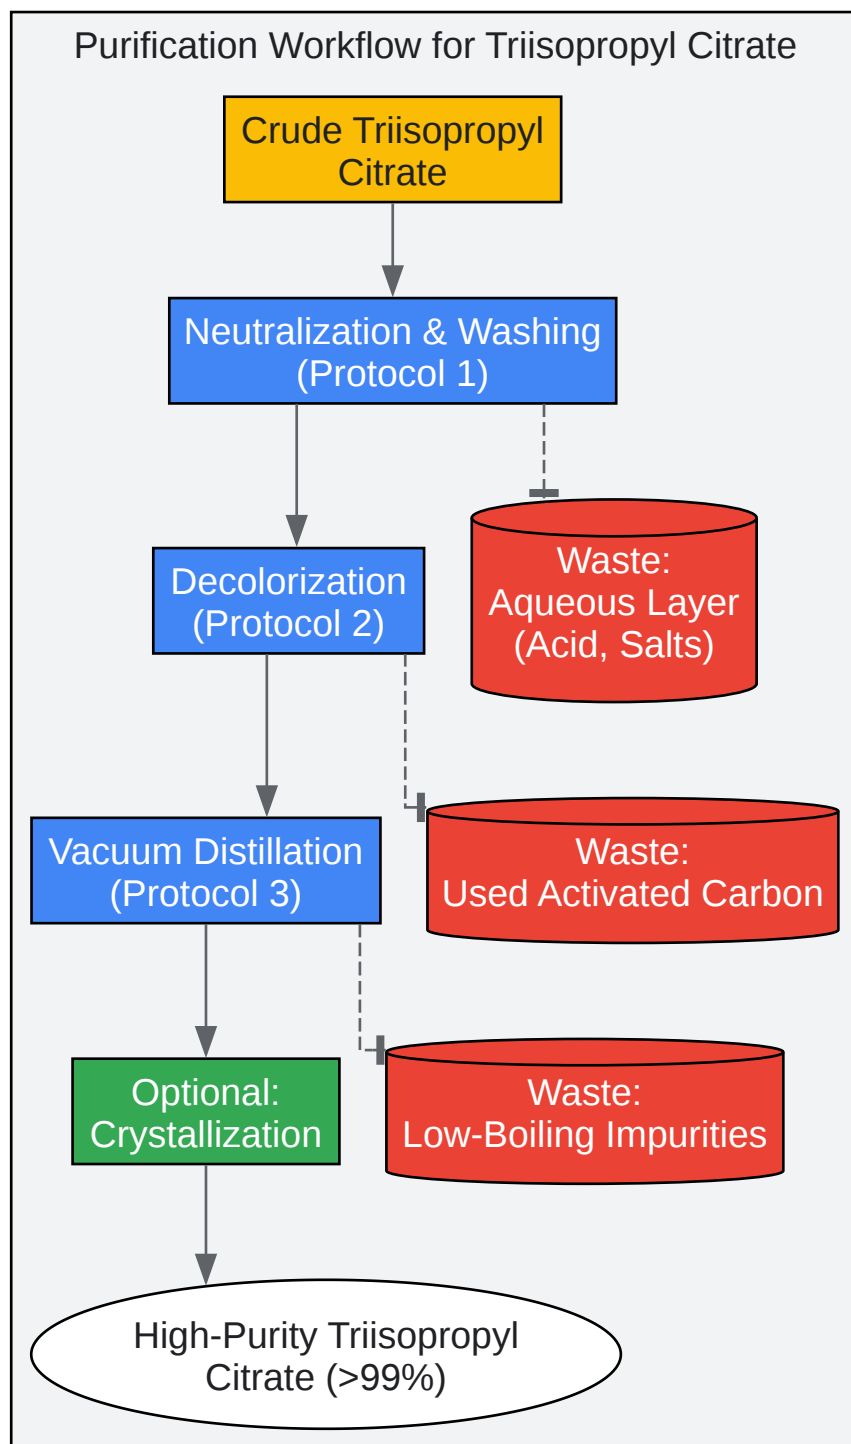 Purification Workflow for Triisopropyl Citrate
Crude Triisopropyl
Citrate
Neutralization & Washing
(Protocol 1)
Waste:
Aqueous Layer
(Acid, Salts)
Decolorization
(Protocol 2)
Waste:
Used Activated Carbon
Vacuum Distillation
(Protocol 3)
Waste:
Low-Boiling Impurities
Optional:
Crystallization
High-Purity Triisopropyl
Citrate (>99%)